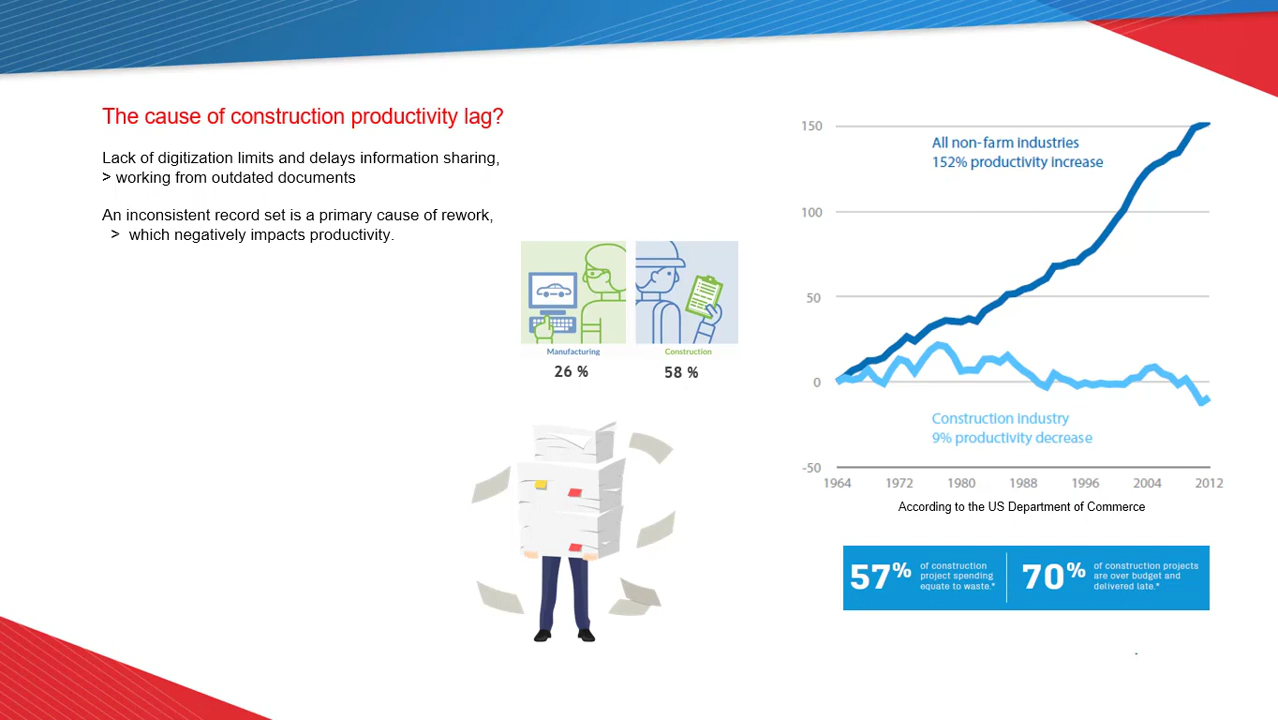 The cause of construction productivity lag?
Lack of digitization limits and delays information sharing,
> working from outdated documents
An inconsistent record set is a primary cause of rework,
> which negatively impacts productivity.
Manufacturing
26 %
Construction
58 %
150
100
50
0
-50
All non-farm industries
152% productivity increase
Construction industry
9% productivity decrease
1964 1972 1980 1988 1996 2004 2012
According to the US Department of Commerce
57%
of construction
project spending
equate to waste.*
70%
of construction projects
are over budget and
delivered late.*